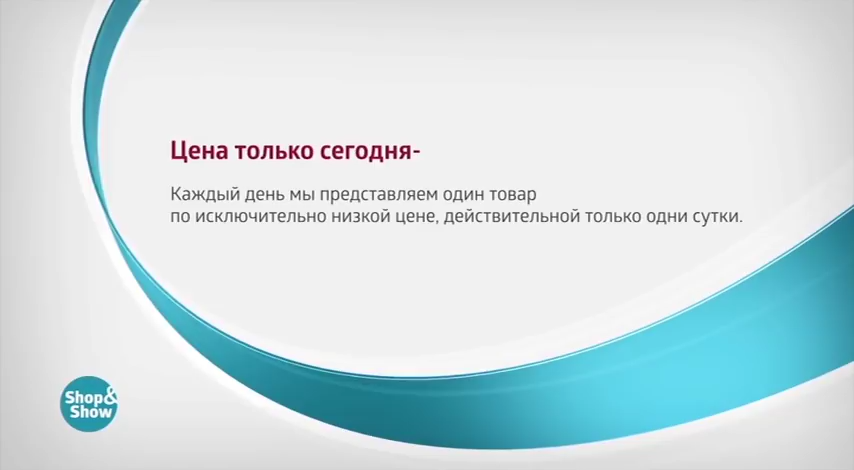 Цена только сегодня-
Каждый день мы представляем один товар
по исключительно низкой цене, действительной только одни сутки.
Shop&
Show